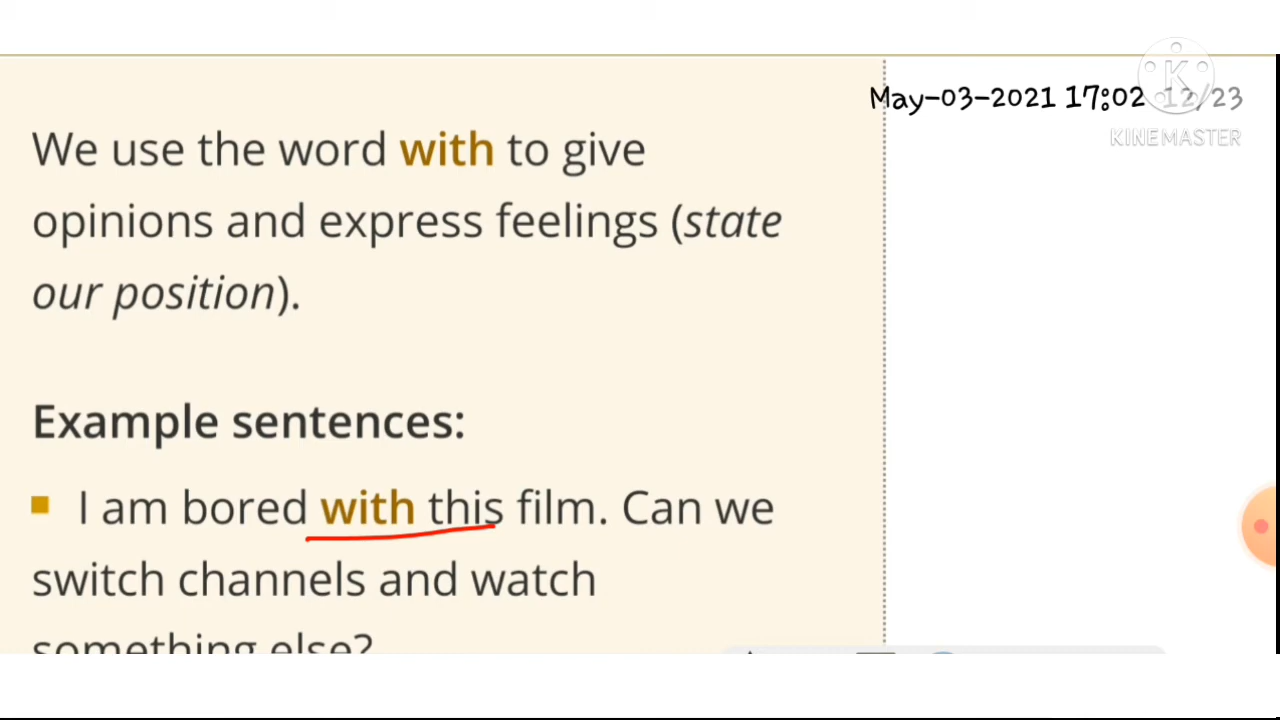 May-03-2021 17:02 12/23
KINEMASTER
We use the word with to give
opinions and express feelings (state
our position).
Example sentences:
I am bored with this film. Can we
switch channels and watch
something else?